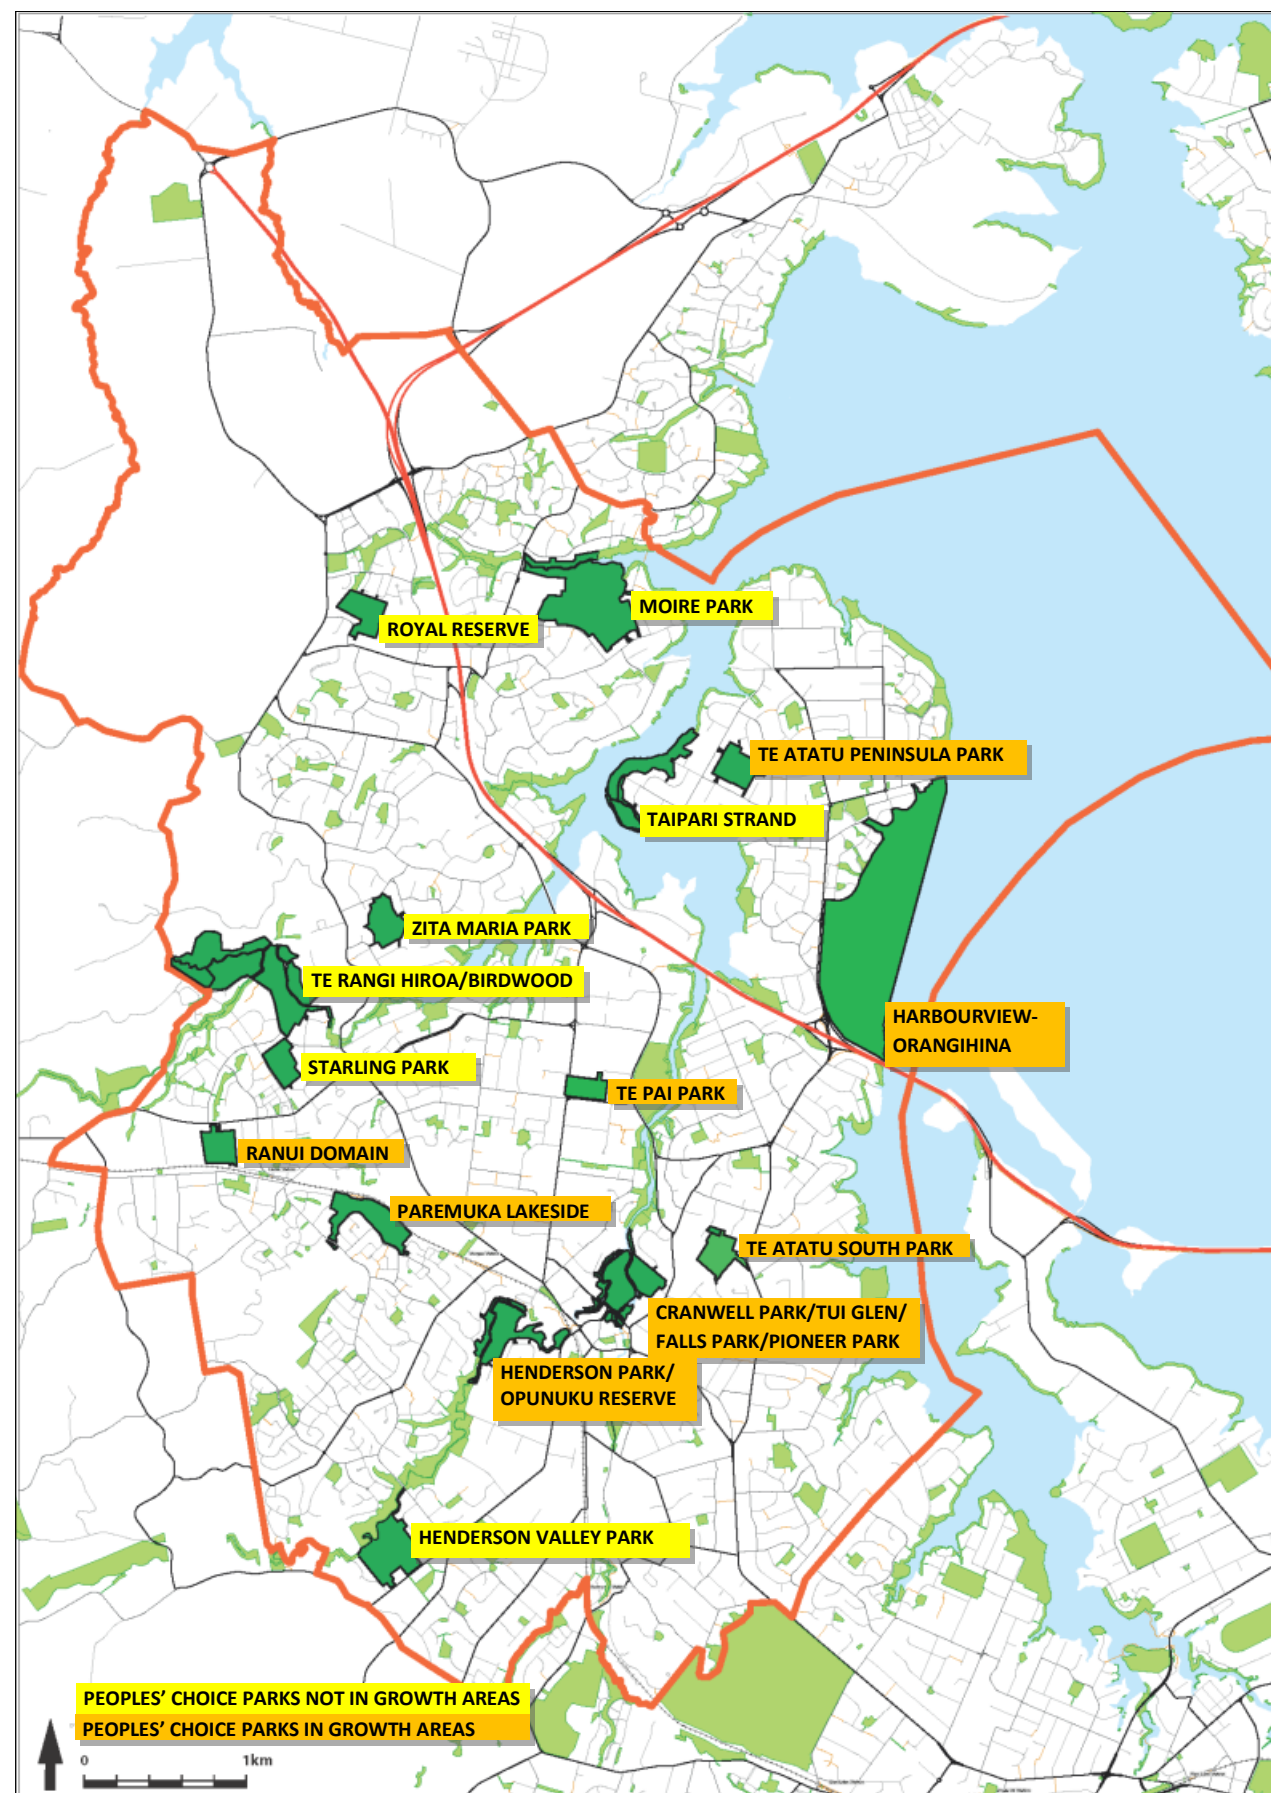 MOIRE PARK
ROYAL RESERVE
TE ATATU PENINSULA PARK
TAIPARI STRAND
ZITA MARIA PARK
TE RANGI HIROA/BIRDWOOD
HARBOURVIEW-
ORANGIHINA
STARLING PARK
TE PAI PARK
RANUI DOMAIN
PAREMUKA LAKESIDE
TE ATATU SOUTH PARK
CRANWELL PARK/TUI GLEN/
FALLS PARK/PIONEER PARK
HENDERSON PARK/
OPUNUKU RESERVE
HENDERSON VALLEY PARK
PEOPLES’ CHOICE PARKS NOT IN GROWTH AREAS
PEOPLES’ CHOICE PARKS IN GROWTH AREAS
0 1km